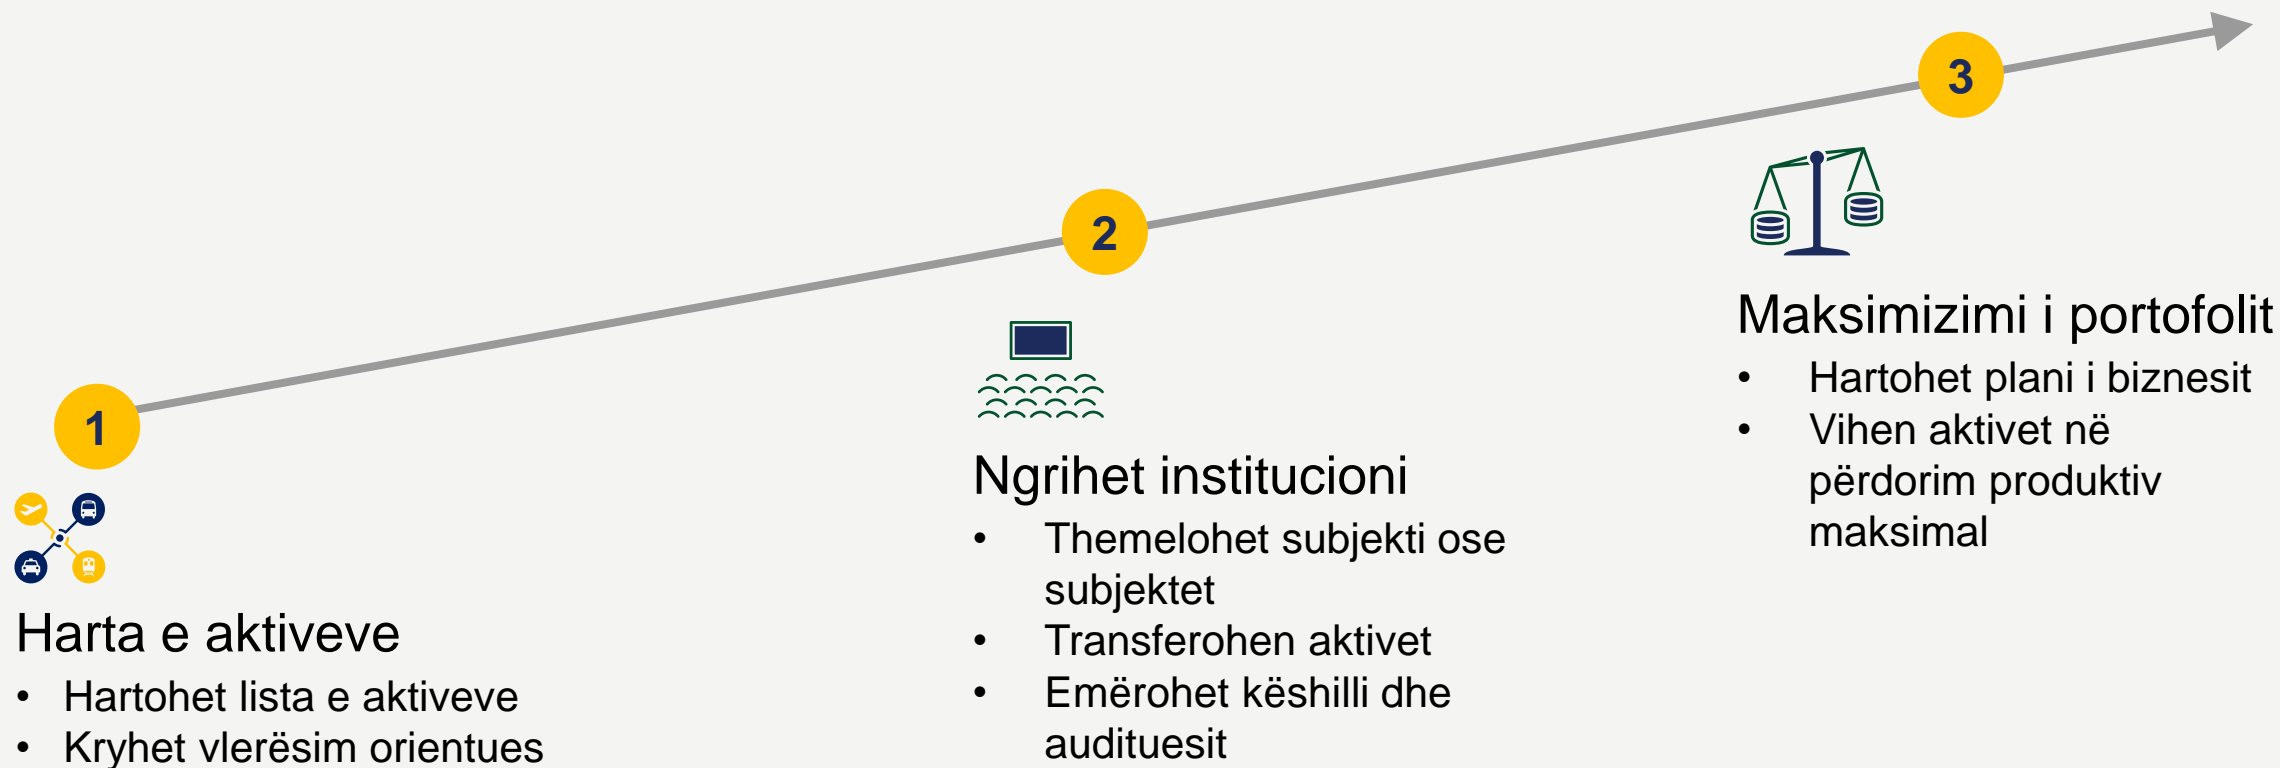 1
Harta e aktiveve
• Hartohet lista e aktiveve
• Kryhet vlerësim orientues
2
Ngrihet institucioni
• Themelohet subjekti ose
subjektet
• Transferohen aktivet
• Emërohet këshilli dhe
audituesit
3
Maksimizimi i portofolit
• Hartohet plani i biznesit
• Vihen aktivet në
përdorim produktiv
maksimal